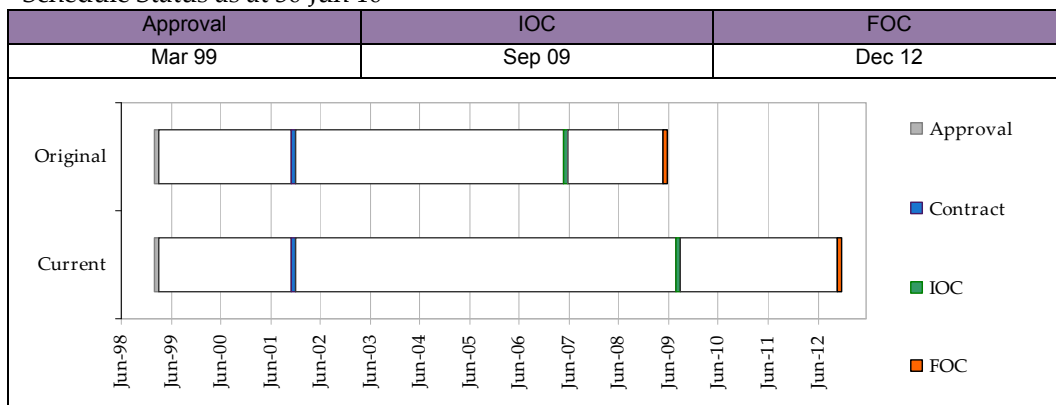 Schedule Status as at 30 Jun 10
Approval IOC FOC
Mar 99 Sep 09 Dec 12
Original
Current
Approval
Contract
IOC
FOC
Jun-98 Jun-99 Jun-00 Jun-01 Jun-02 Jun-03 Jun-04 Jun-05 Jun-06 Jun-07 Jun-08 Jun-09 Jun-10 Jun-11 Jun-12